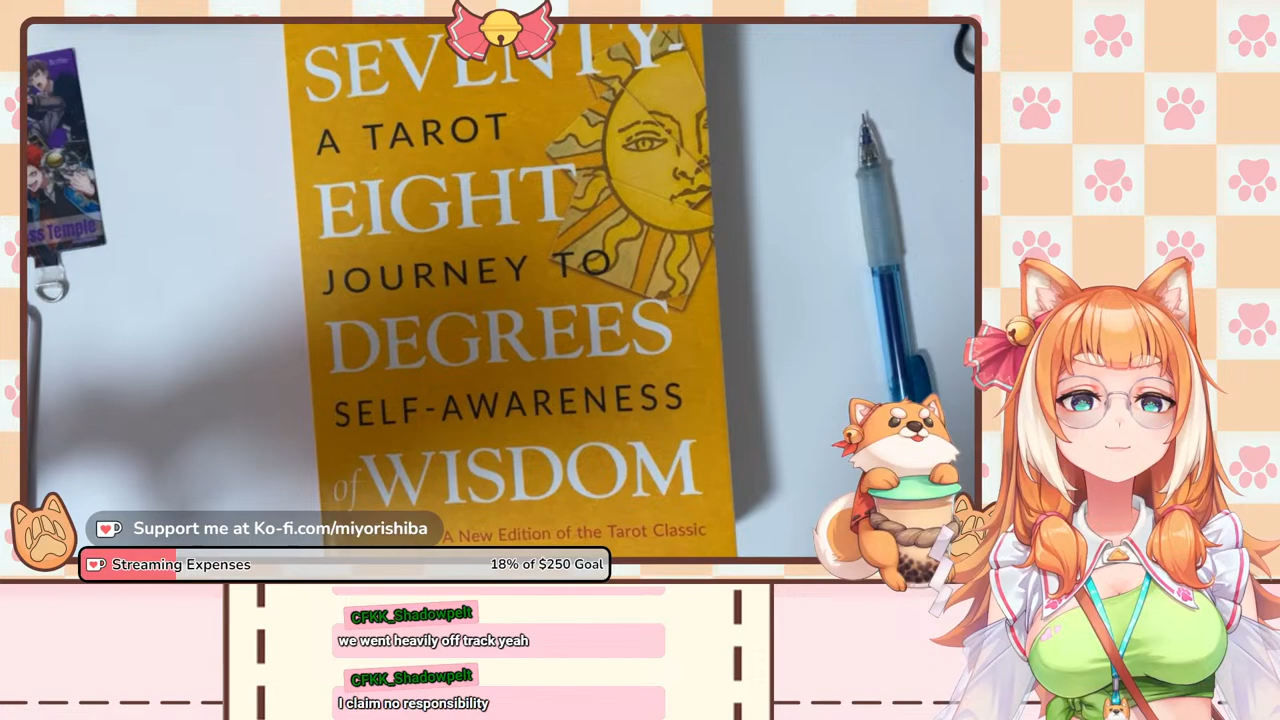 SEVENTY
A TAROT
EIGHT
JOURNEY TO
DEGREES
SELF-AWARENESS
of WISDOM
A New Edition of the Tarot Classic
ss Temple
Support me at Ko-fi.com/miyorishiba
Streaming Expenses 18% of $250 Goal
CFKK_Shadowpelt
we went heavily off track yeah
CFKK_Shadowpelt
I claim no responsibility